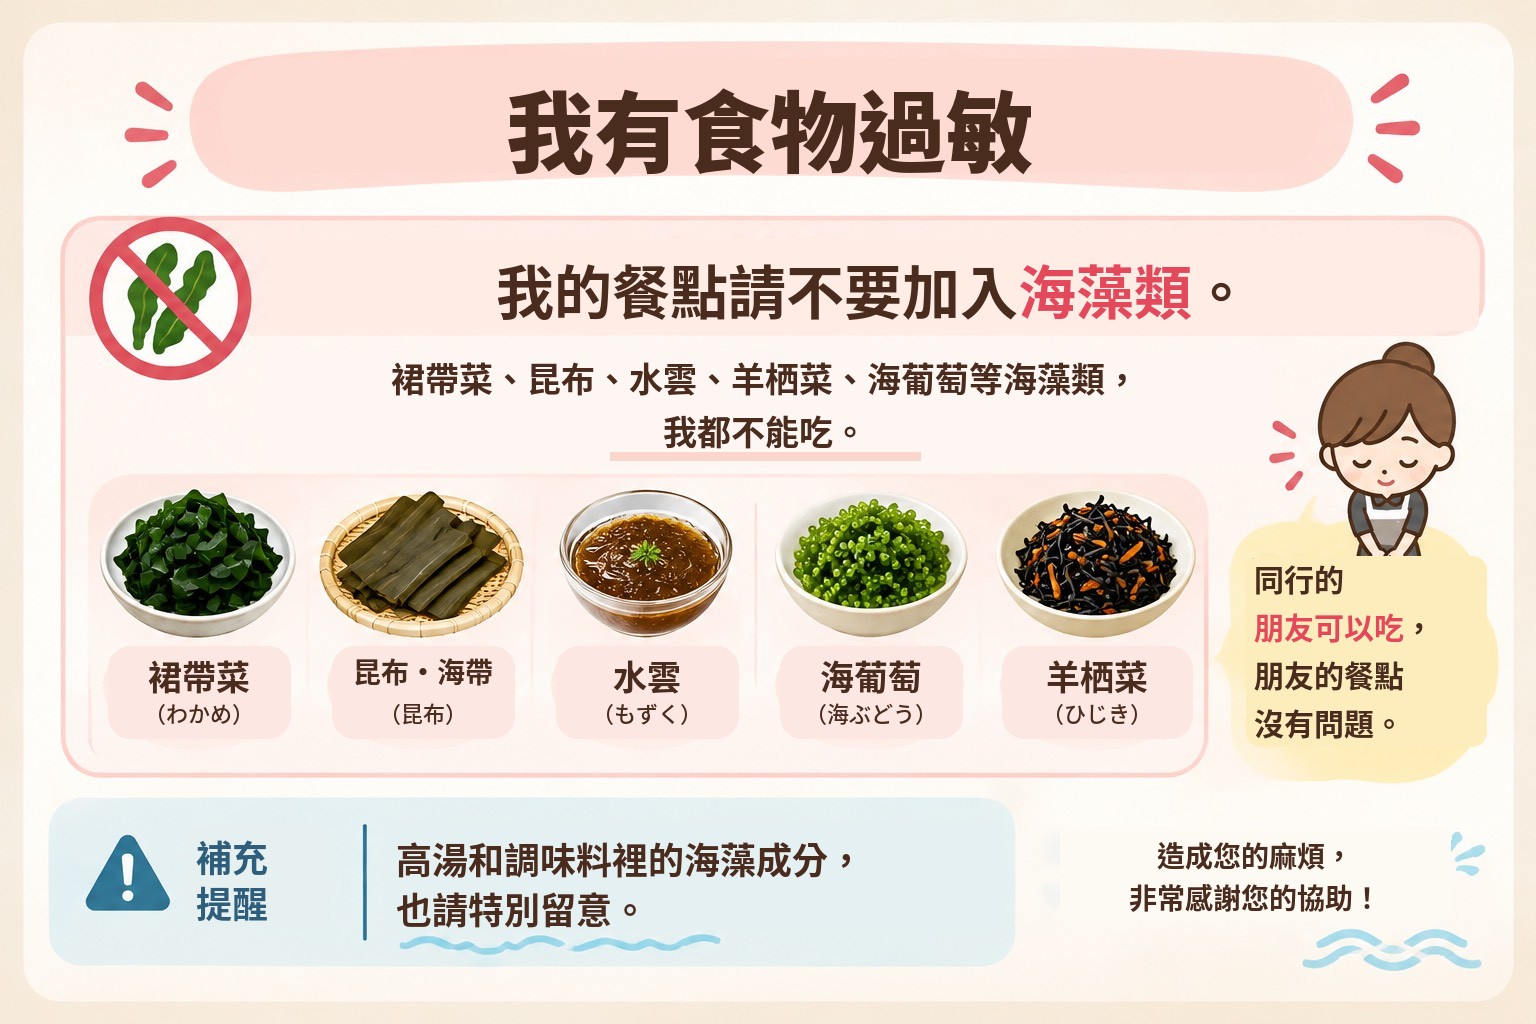 我有食物過敏
我的餐點請不要加入海藻類。
裙帶菜、昆布、水雲、羊栖菜、海葡萄等海藻類，
我都不能吃。
裙帶菜
（わかめ）
昆布・海帶
（昆布）
水雲
（もずく）
海葡萄
（海ぶどう）
羊栖菜
（ひじき）
同行的
朋友可以吃，
朋友的餐點
沒有問題。
補充
提醒
高湯和調味料裡的海藻成分，
也請特別留意。
造成您的麻煩，
非常感謝您的協助！